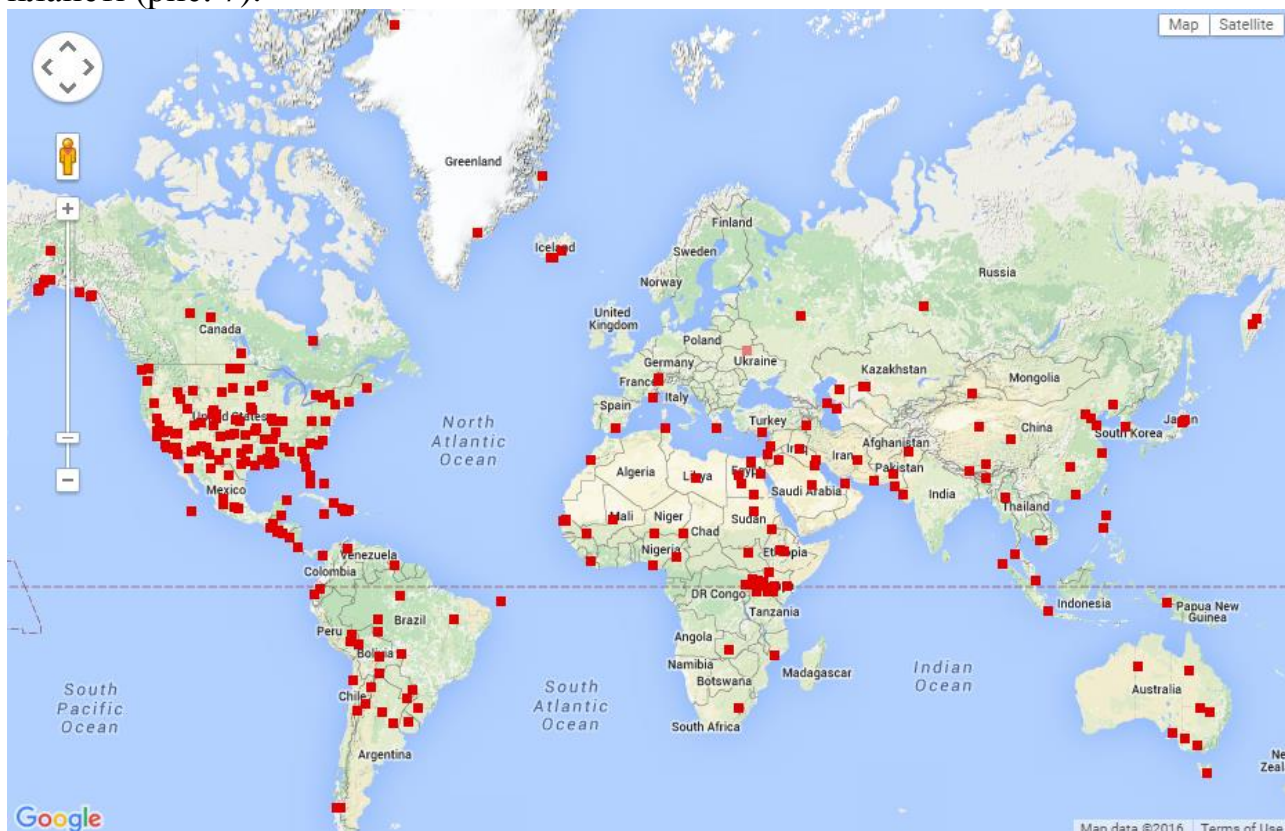 Map Satellite
Greenland
Iceland
Finland
Sweden
Norway
Russia
Canada
United
Kingdom
Poland
Germany
Ukraine
France
Kazakhstan
Mongolia
Italy
Spain
Turkey
United States
North
Atlantic
Ocean
China
Japan
South Korea
Iraq
Iran
Afghanistan
Pakistan
Algeria
Libya
Egypt
Saudi Arabia
India
Mexico
Thailand
Mali
Niger
Chad
Sudan
Nigeria
Ethiopia
Venezuela
Colombia
DR Congo
Tanzania
Indonesia
Papua New
Guinea
Peru
Brazil
Angola
Bolivia
Namibia
Botswana
Madagascar
Indian
Ocean
South
Pacific
Ocean
Chile
South
Atlantic
Ocean
Australia
South Africa
Argentina
Google
Map data ©2016 Terms of Use